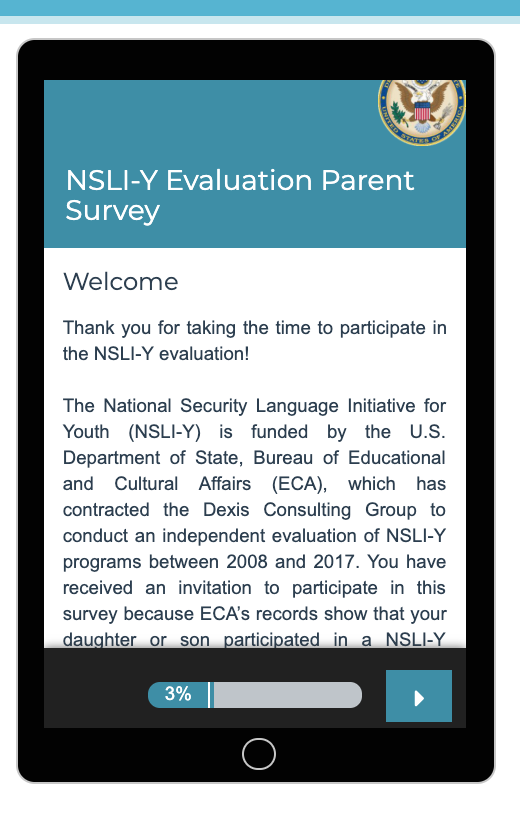 UNITED STATES OF AMERICA
NSLI-Y Evaluation Parent
Survey
Welcome
Thank you for taking the time to participate in
the NSLI-Y evaluation!
The National Security Language Initiative for
Youth (NSLI-Y) is funded by the U.S.
Department of State, Bureau of Educational
and Cultural Affairs (ECA), which has
contracted the Dexis Consulting Group to
conduct an independent evaluation of NSLI-Y
programs between 2008 and 2017. You have
received an invitation to participate in this
survey because ECA’s records show that your
daughter or son participated in a NSLI-Y
3%